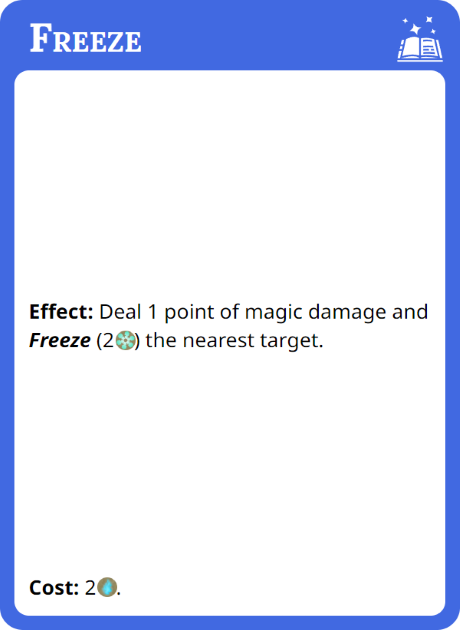 Freeze
Effect: Deal 1 point of magic damage and
Freeze (2) the nearest target.
Cost: 2.